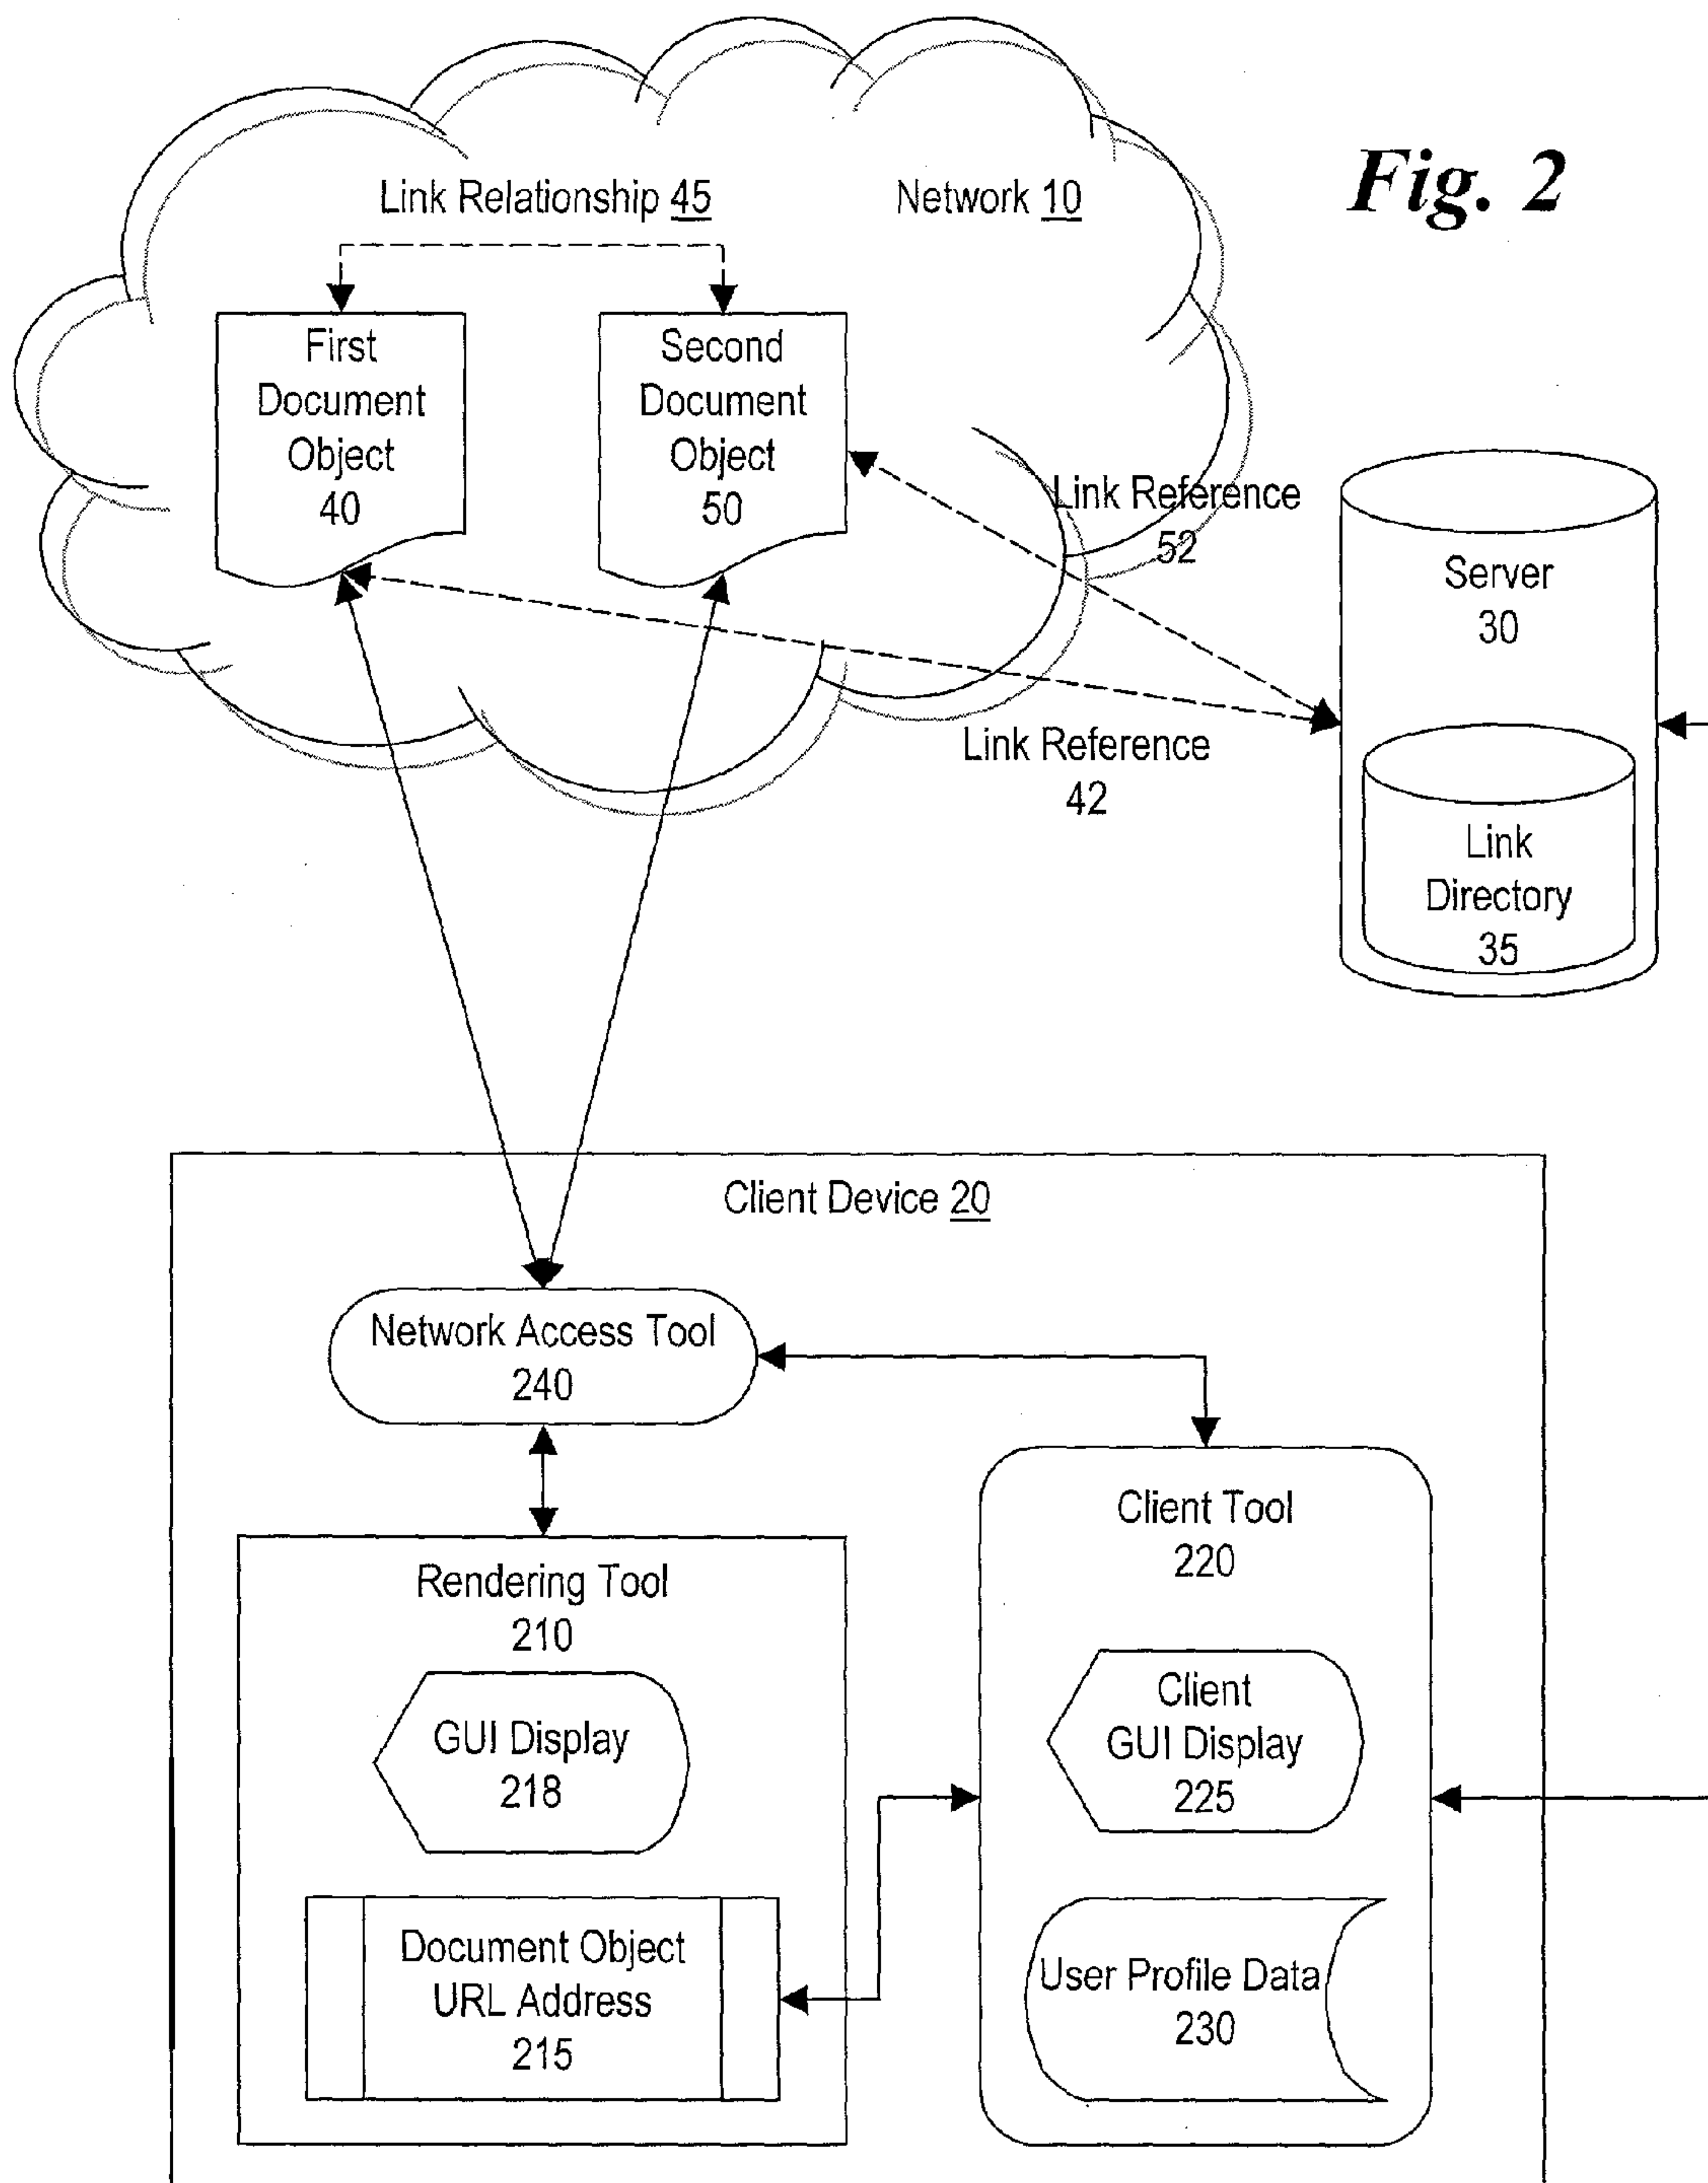 Fig. 2
Link Relationship 45
Network 10
First
Document
Object
40
Second
Document
Object
50
Link Reference
52
Server
30
Link Reference
42
Link
Directory
35
Client Device 20
Network Access Tool
240
Client Tool
220
Rendering Tool
210
Client
GUI Display
225
GUI Display
218
Document Object
URL Address
215
User Profile Data
230